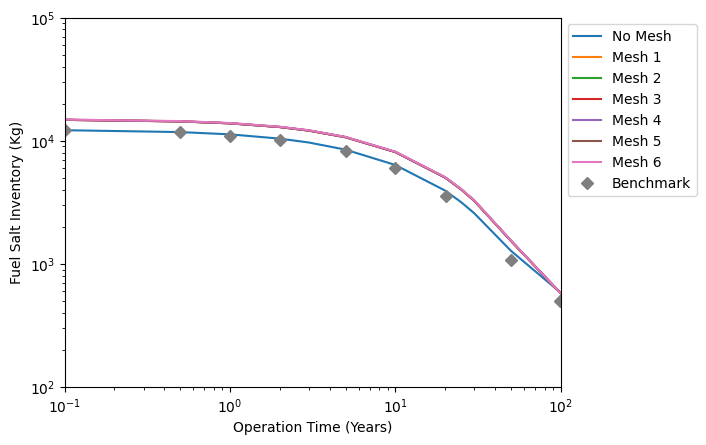 10^5
10^4
10^3
10^2
Fuel Salt Inventory (Kg)
10^-1
10^0
10^1
10^2
Operation Time (Years)
No Mesh
Mesh 1
Mesh 2
Mesh 3
Mesh 4
Mesh 5
Mesh 6
Benchmark